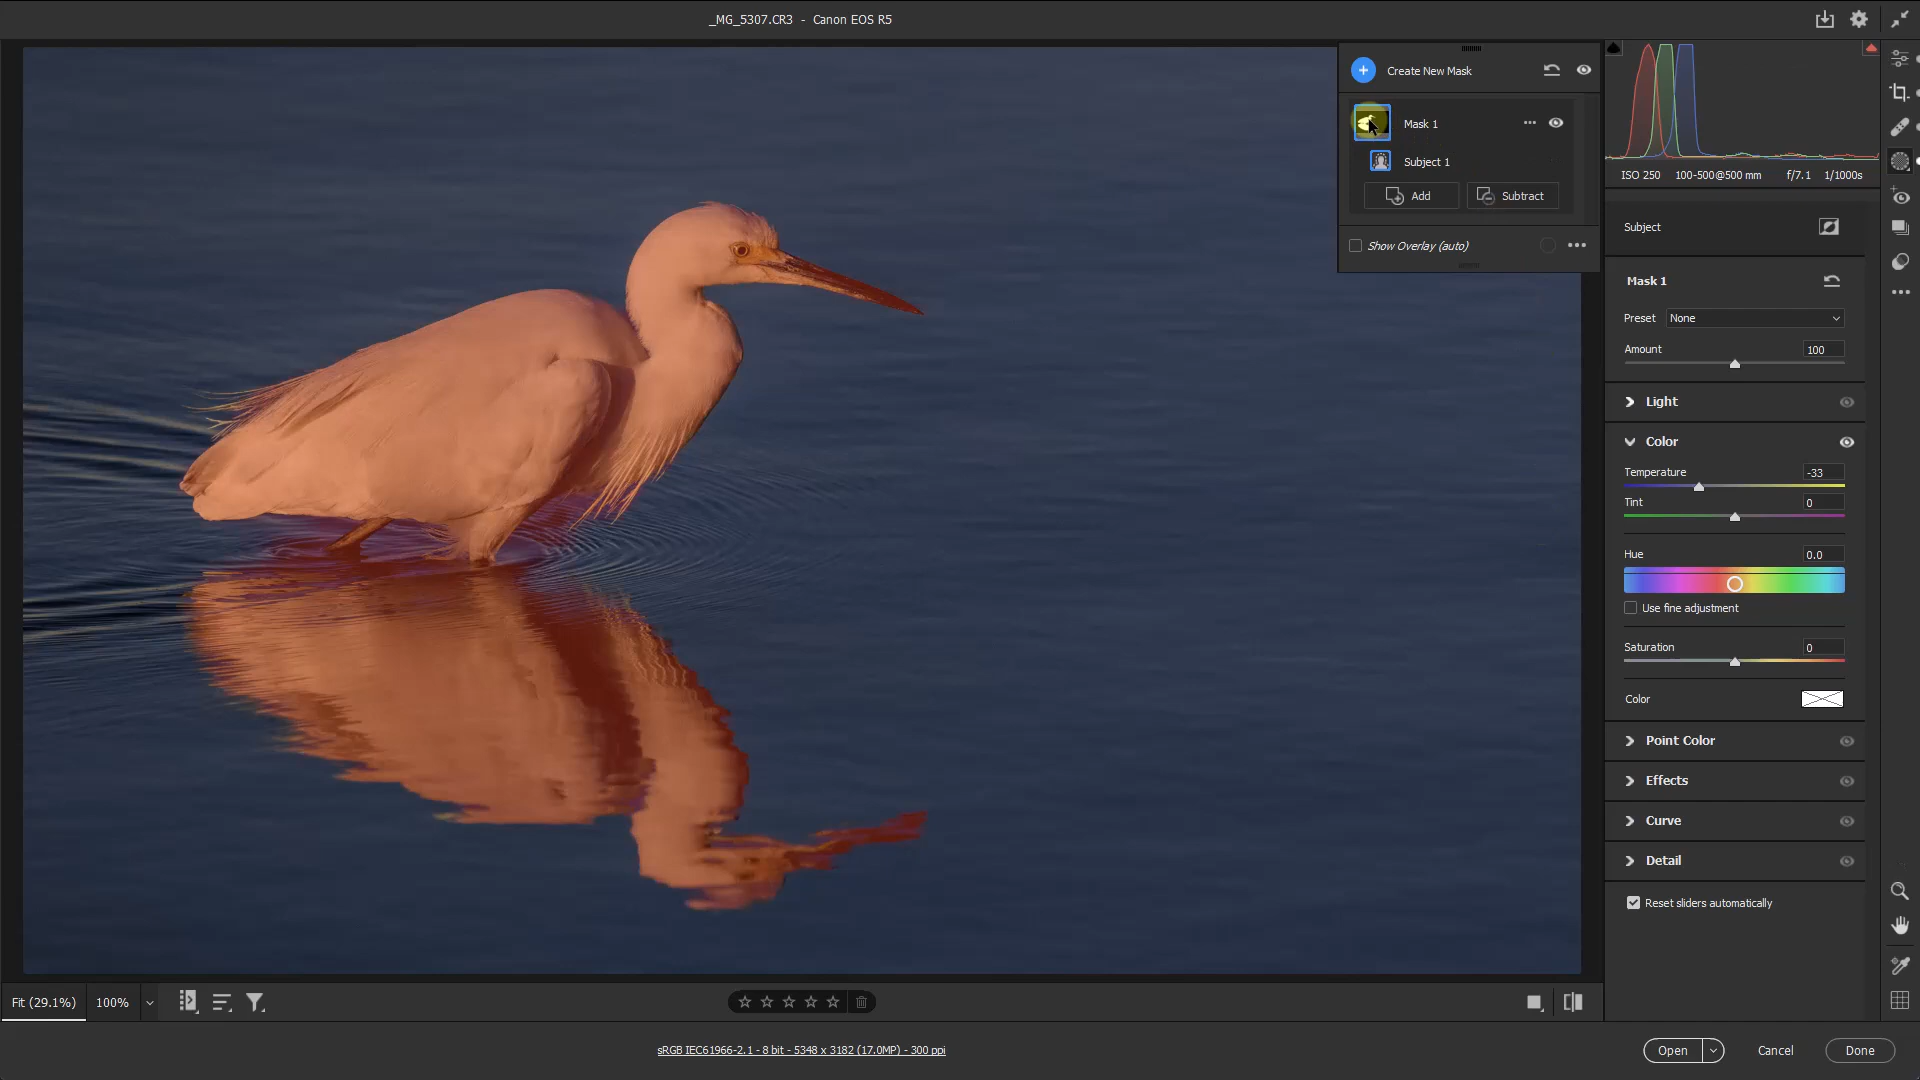 _MG_5307.CR3 - Canon EOS R5
Create New Mask
Mask 1
Subject 1
Add
Subtract
Show Overlay (auto)
ISO 250
100-500@500 mm
f/7.1
1/1000s
Subject
Mask 1
Preset
None
Amount
100
Light
Color
Temperature
-33
Tint
0
Hue
0.0
Use fine adjustment
Saturation
0
Color
Point Color
Effects
Curve
Detail
Reset sliders automatically
Fit (29.1%)
100%
sRGB IEC61966-2.1 - 8 bit - 5348 x 3182 (17.0MP) - 300 ppi
Open
Cancel
Done